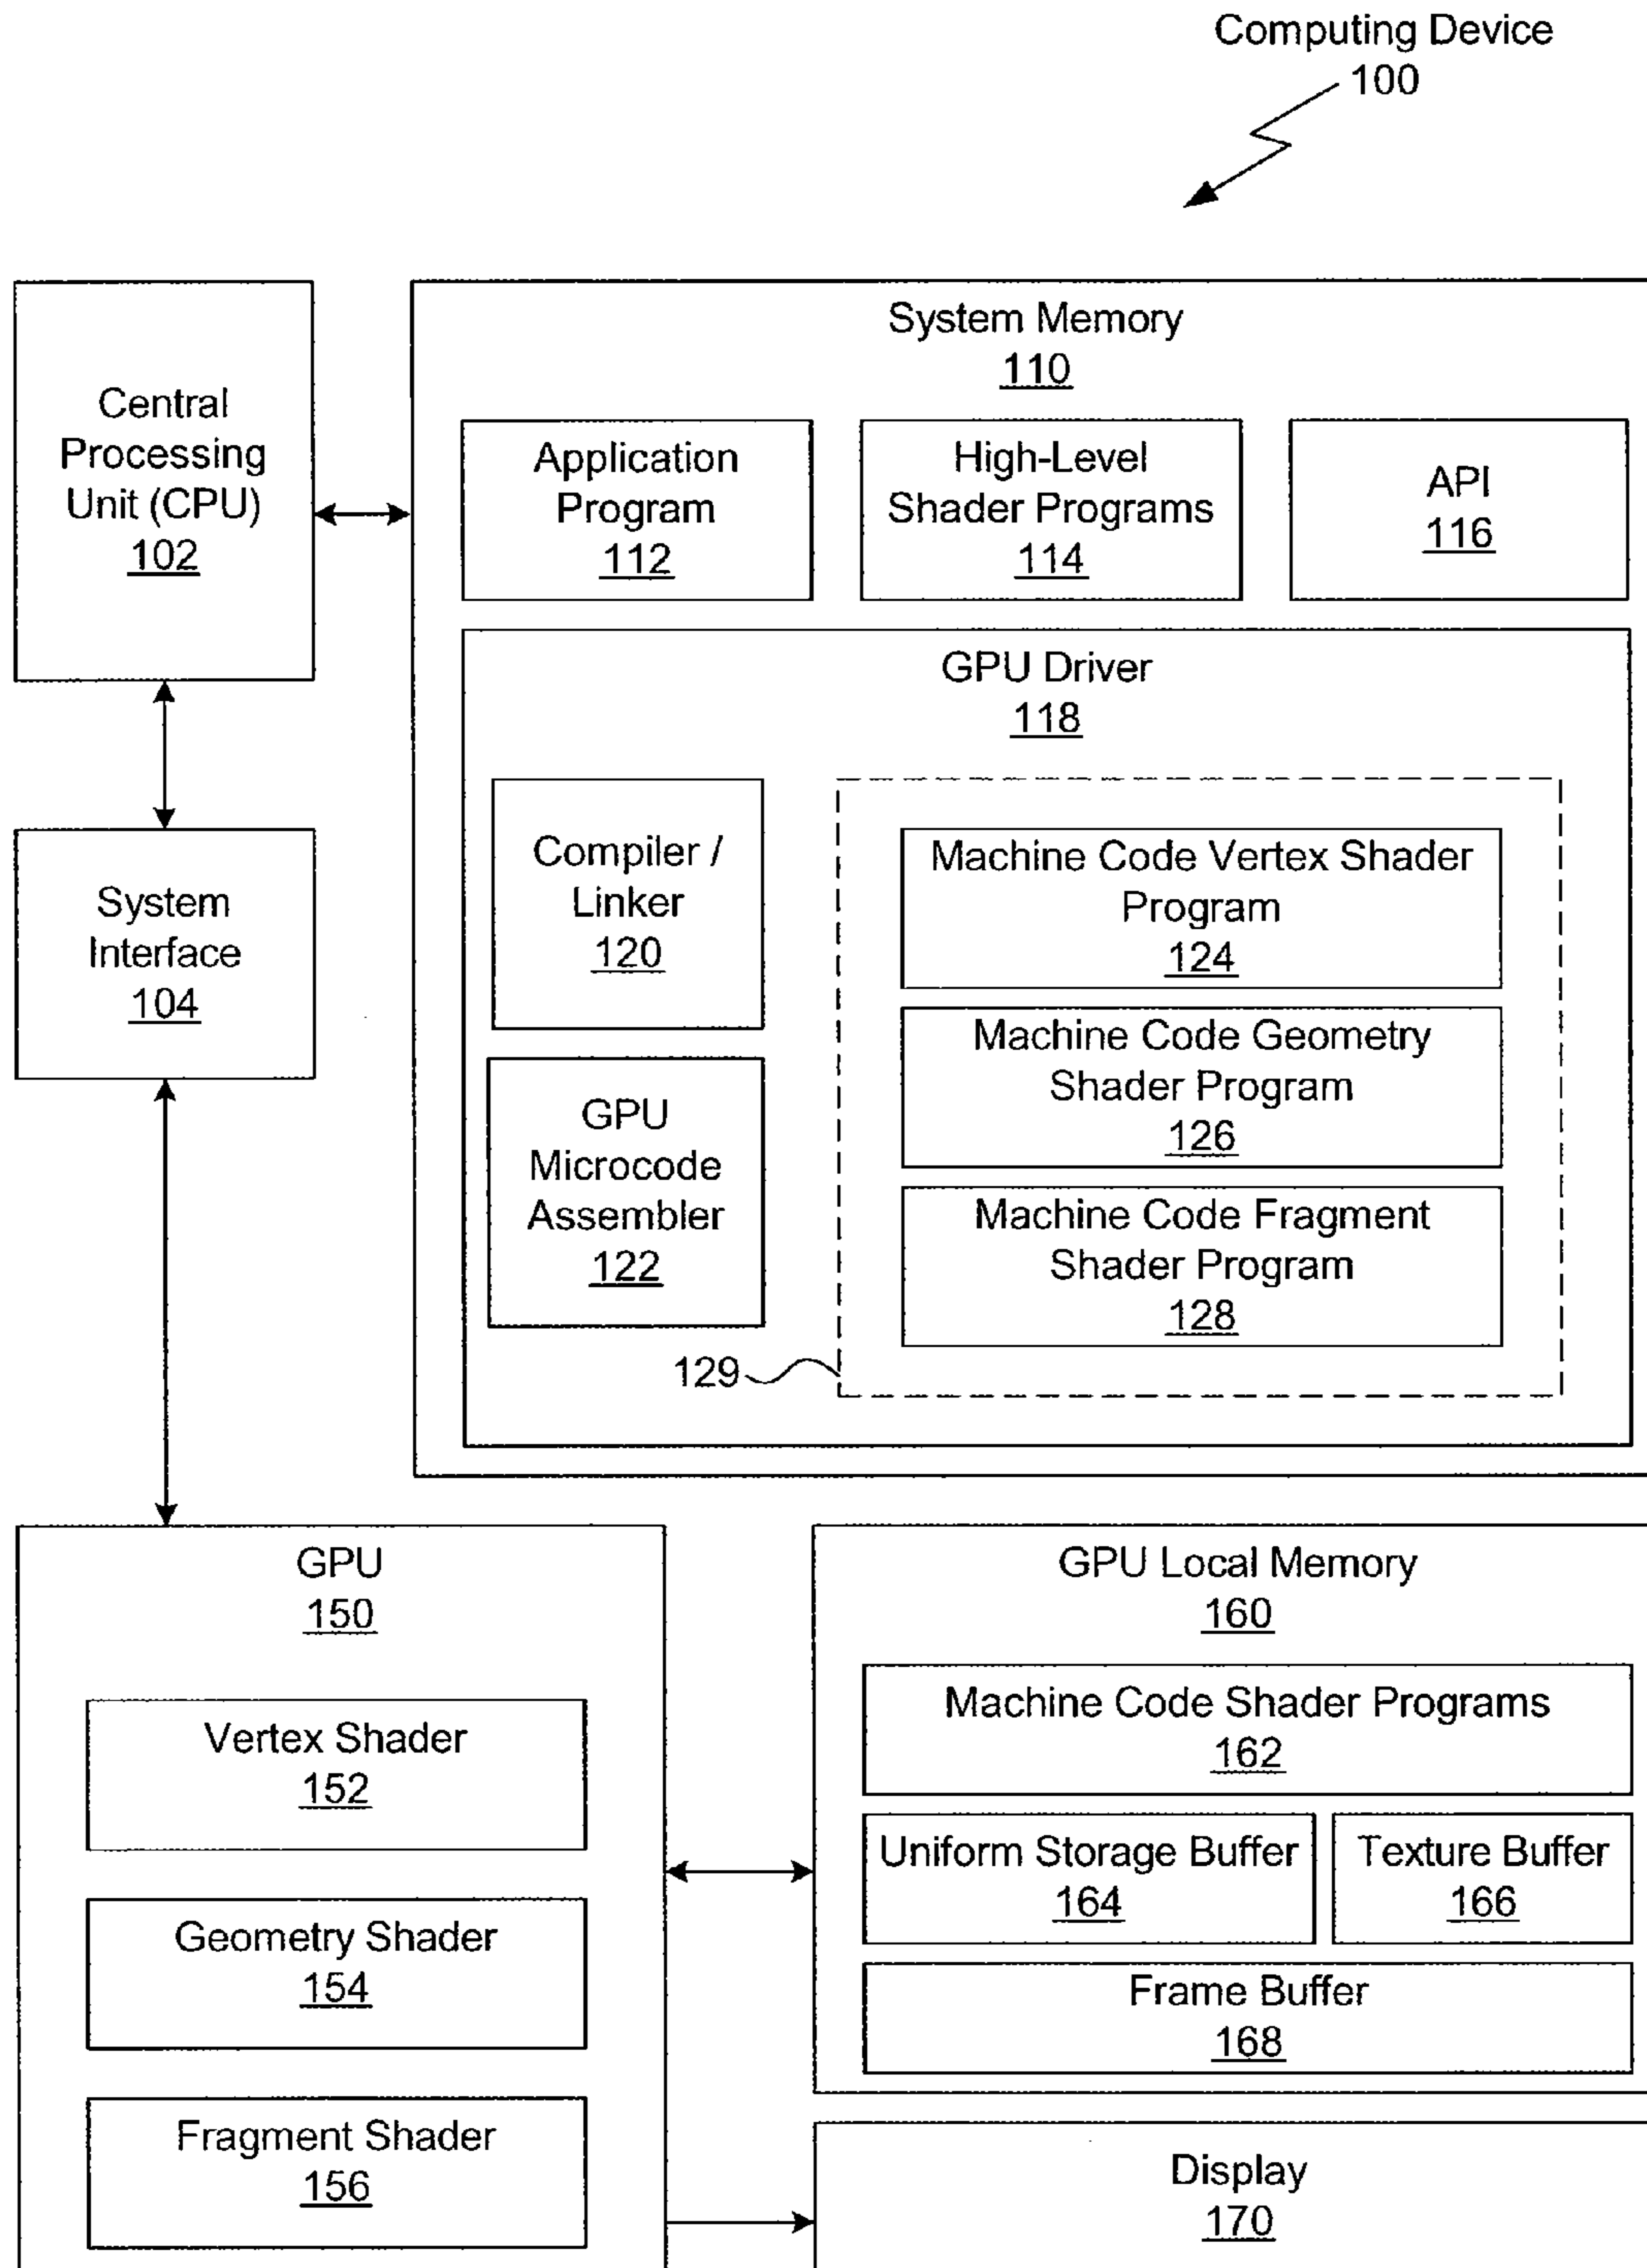 Computing Device
100
System Memory
110
Central
Processing
Unit (CPU)
102
Application
Program
112
High-Level
Shader Programs
114
API
116
GPU Driver
118
Compiler /
Linker
120
Machine Code Vertex Shader
Program
124
System
Interface
104
Machine Code Geometry
Shader Program
126
GPU
Microcode
Assembler
122
Machine Code Fragment
Shader Program
128
129
GPU
150
Vertex Shader
152
Geometry Shader
154
Fragment Shader
156
GPU Local Memory
160
Machine Code Shader Programs
162
Uniform Storage Buffer
164
Texture Buffer
166
Frame Buffer
168
Display
170